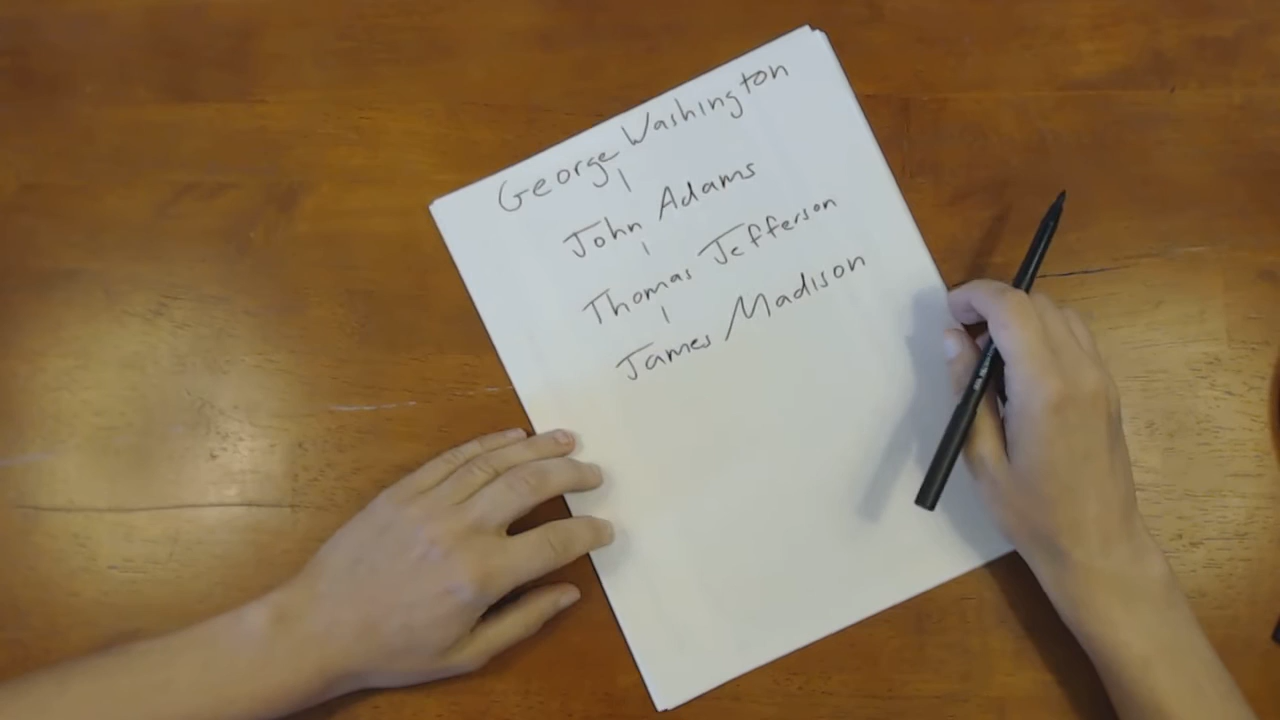 George Washington
|
John Adams
|
Thomas Jefferson
|
James Madison